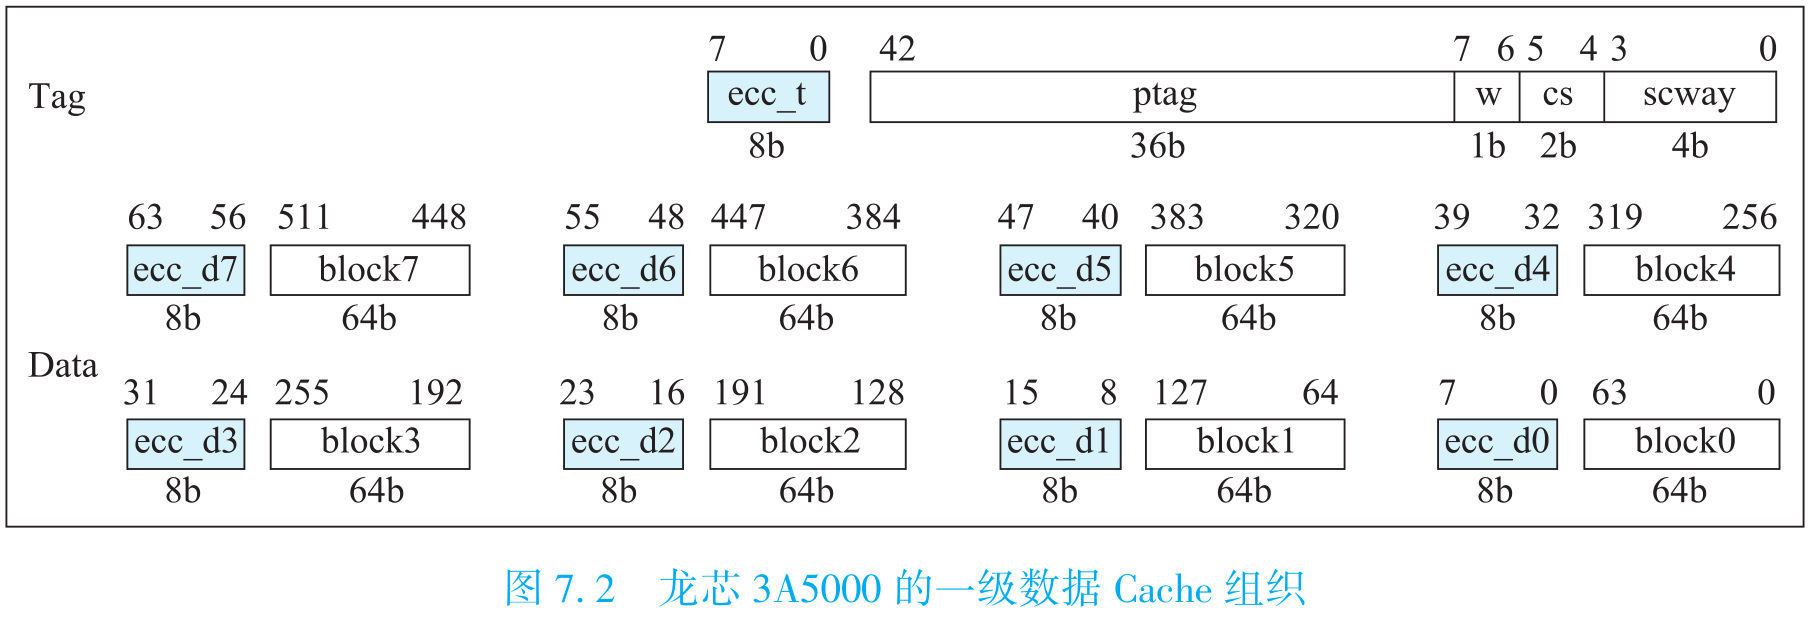 7 0 42 7 6 5 4 3 0
Tag ecc_t ptag w cs scway
8b 36b 1b 2b 4b
63 56 511 448 55 48 447 384 47 40 383 320 39 32 319 256
ecc_d7 block7 ecc_d6 block6 ecc_d5 block5 ecc_d4 block4
8b 64b 8b 64b 8b 64b 8b 64b
Data
31 24 255 192 23 16 191 128 15 8 127 64 7 0 63 0
ecc_d3 block3 ecc_d2 block2 ecc_d1 block1 ecc_d0 block0
8b 64b 8b 64b 8b 64b 8b 64b
图 7.2 龙芯 3A5000 的一级数据 Cache 组织